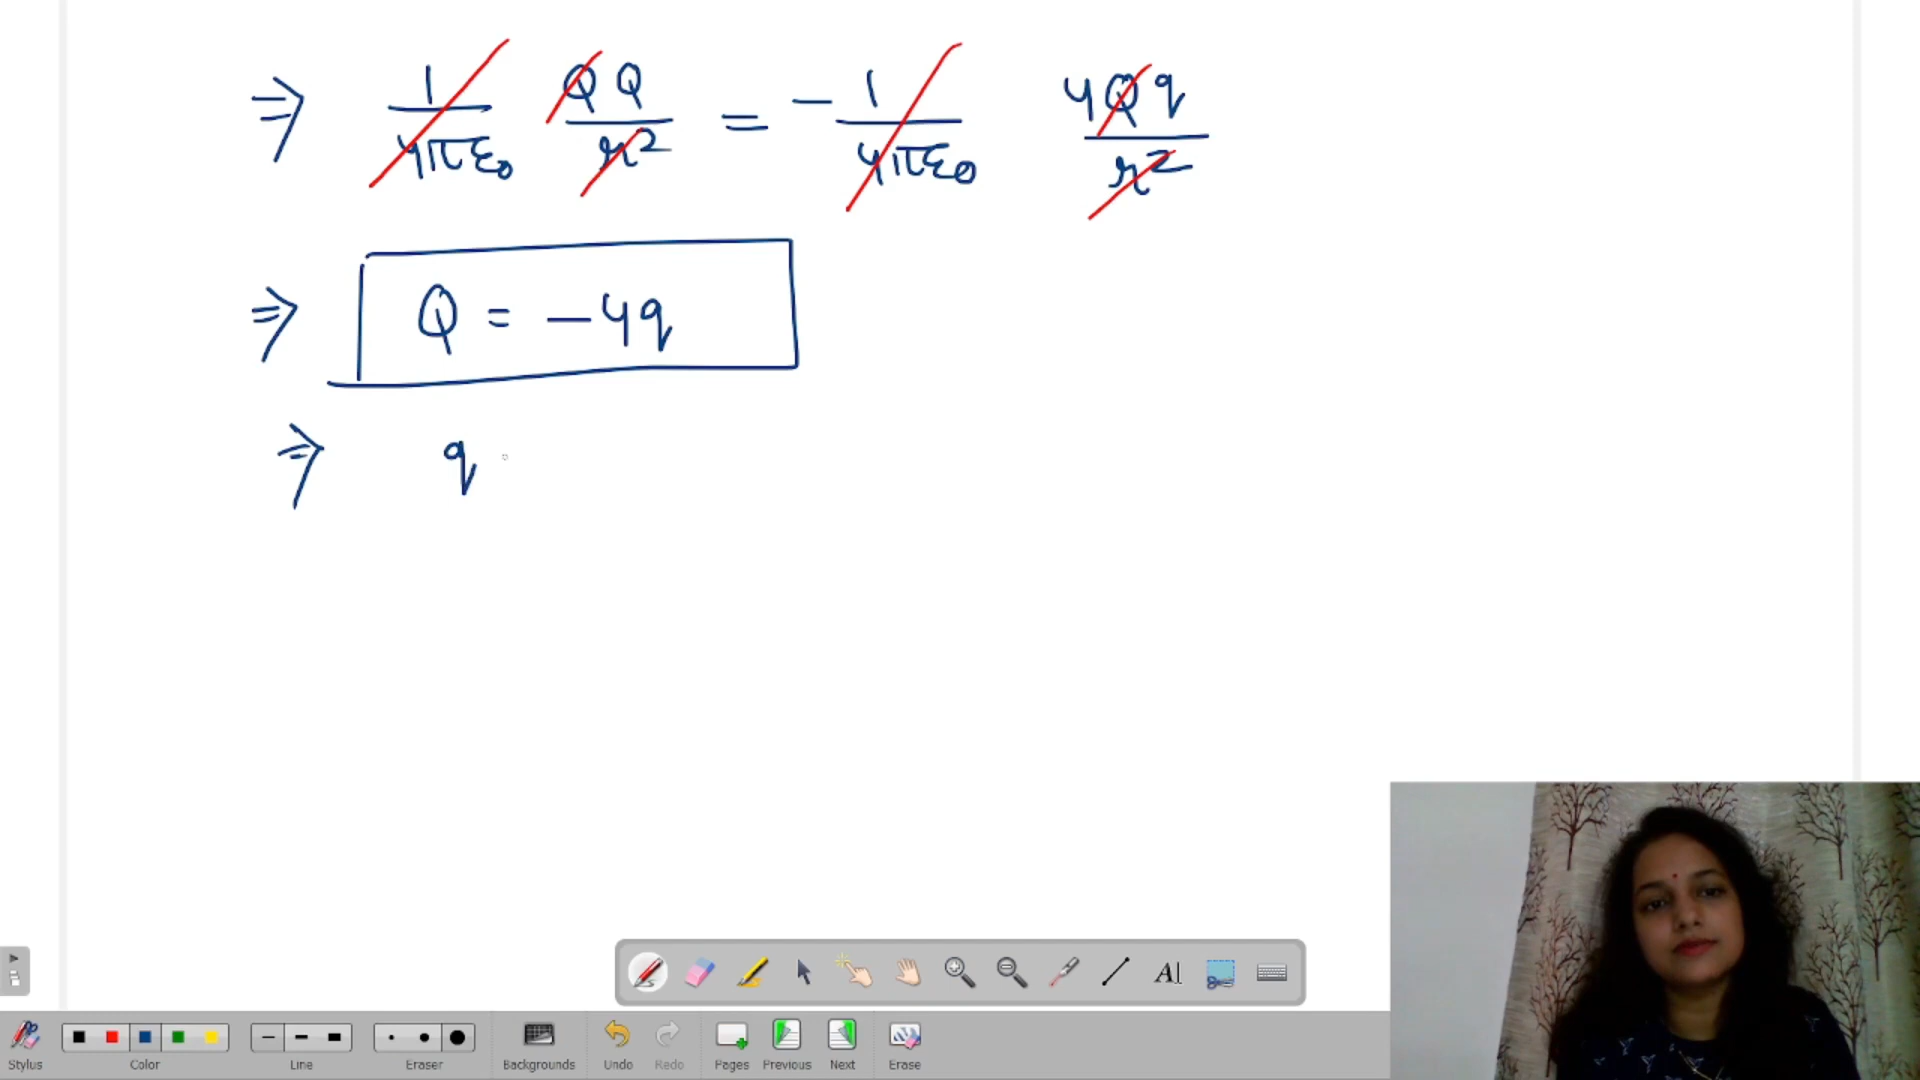 ⇒ 1/4πε₀ QQ/r² = − 1/4πε₀ 4Qq/r²
⇒ Q = −4q
⇒ q
AI
Stylus
Color
Line
Eraser
Backgrounds
Undo
Redo
Pages
Previous
Next
Erase